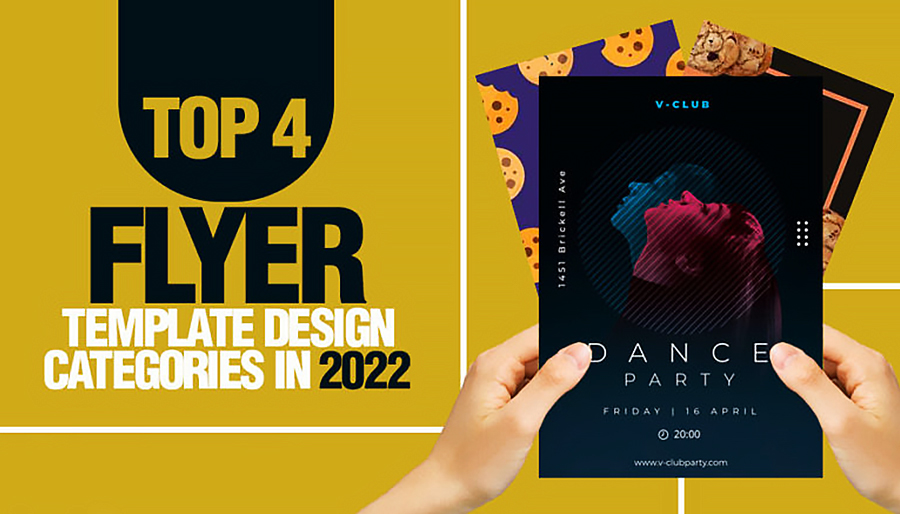 TOP 4
FLYER
TEMPLATE DESIGN
CATEGORIES IN 2022
V-CLUB
1451 Brickell Ave
DANCE
PARTY
FRIDAY | 16 APRIL
20:00
www.v-clubparty.com